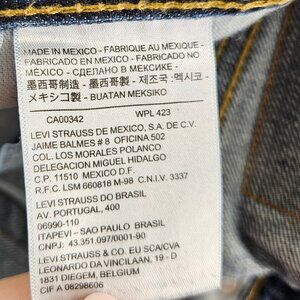 MADE IN MEXICO - FABRIQUE AU MEXIQUE -
FABRICADO EN MEXICO - FABRICADO NO
MÉXICO - СДЕЛАНО В МЕКСИКЕ -
墨西哥制造 - 墨西哥製造 - 제조국 :멕시코 -
メキシコ製 - BUATAN MEKSIKO
CA00342 WPL 423
LEVI STRAUSS DE MEXICO, S.A. DE C.V.
JAIME BALMES # 8 OFICINA 502
COL. LOS MORALES POLANCO
DELEGACION MIGUEL HIDALGO
C.P. 11510 MEXICO D.F.
R.F.C. LSM 660818 M-98 C.N.I.V. 3337
LEVI STRAUSS DO BRASIL
AV. PORTUGAL, 400
06990-110
ITAPEVI - SAO PAULO BRASIL
CNPJ: 43.351.097/0001-90
LEVI STRAUSS & EU SCA/CVA
LEONARDO DA VINCILAAN, 19 - D
1831 DIEGEM, BELGIUM
CIF A 08298606